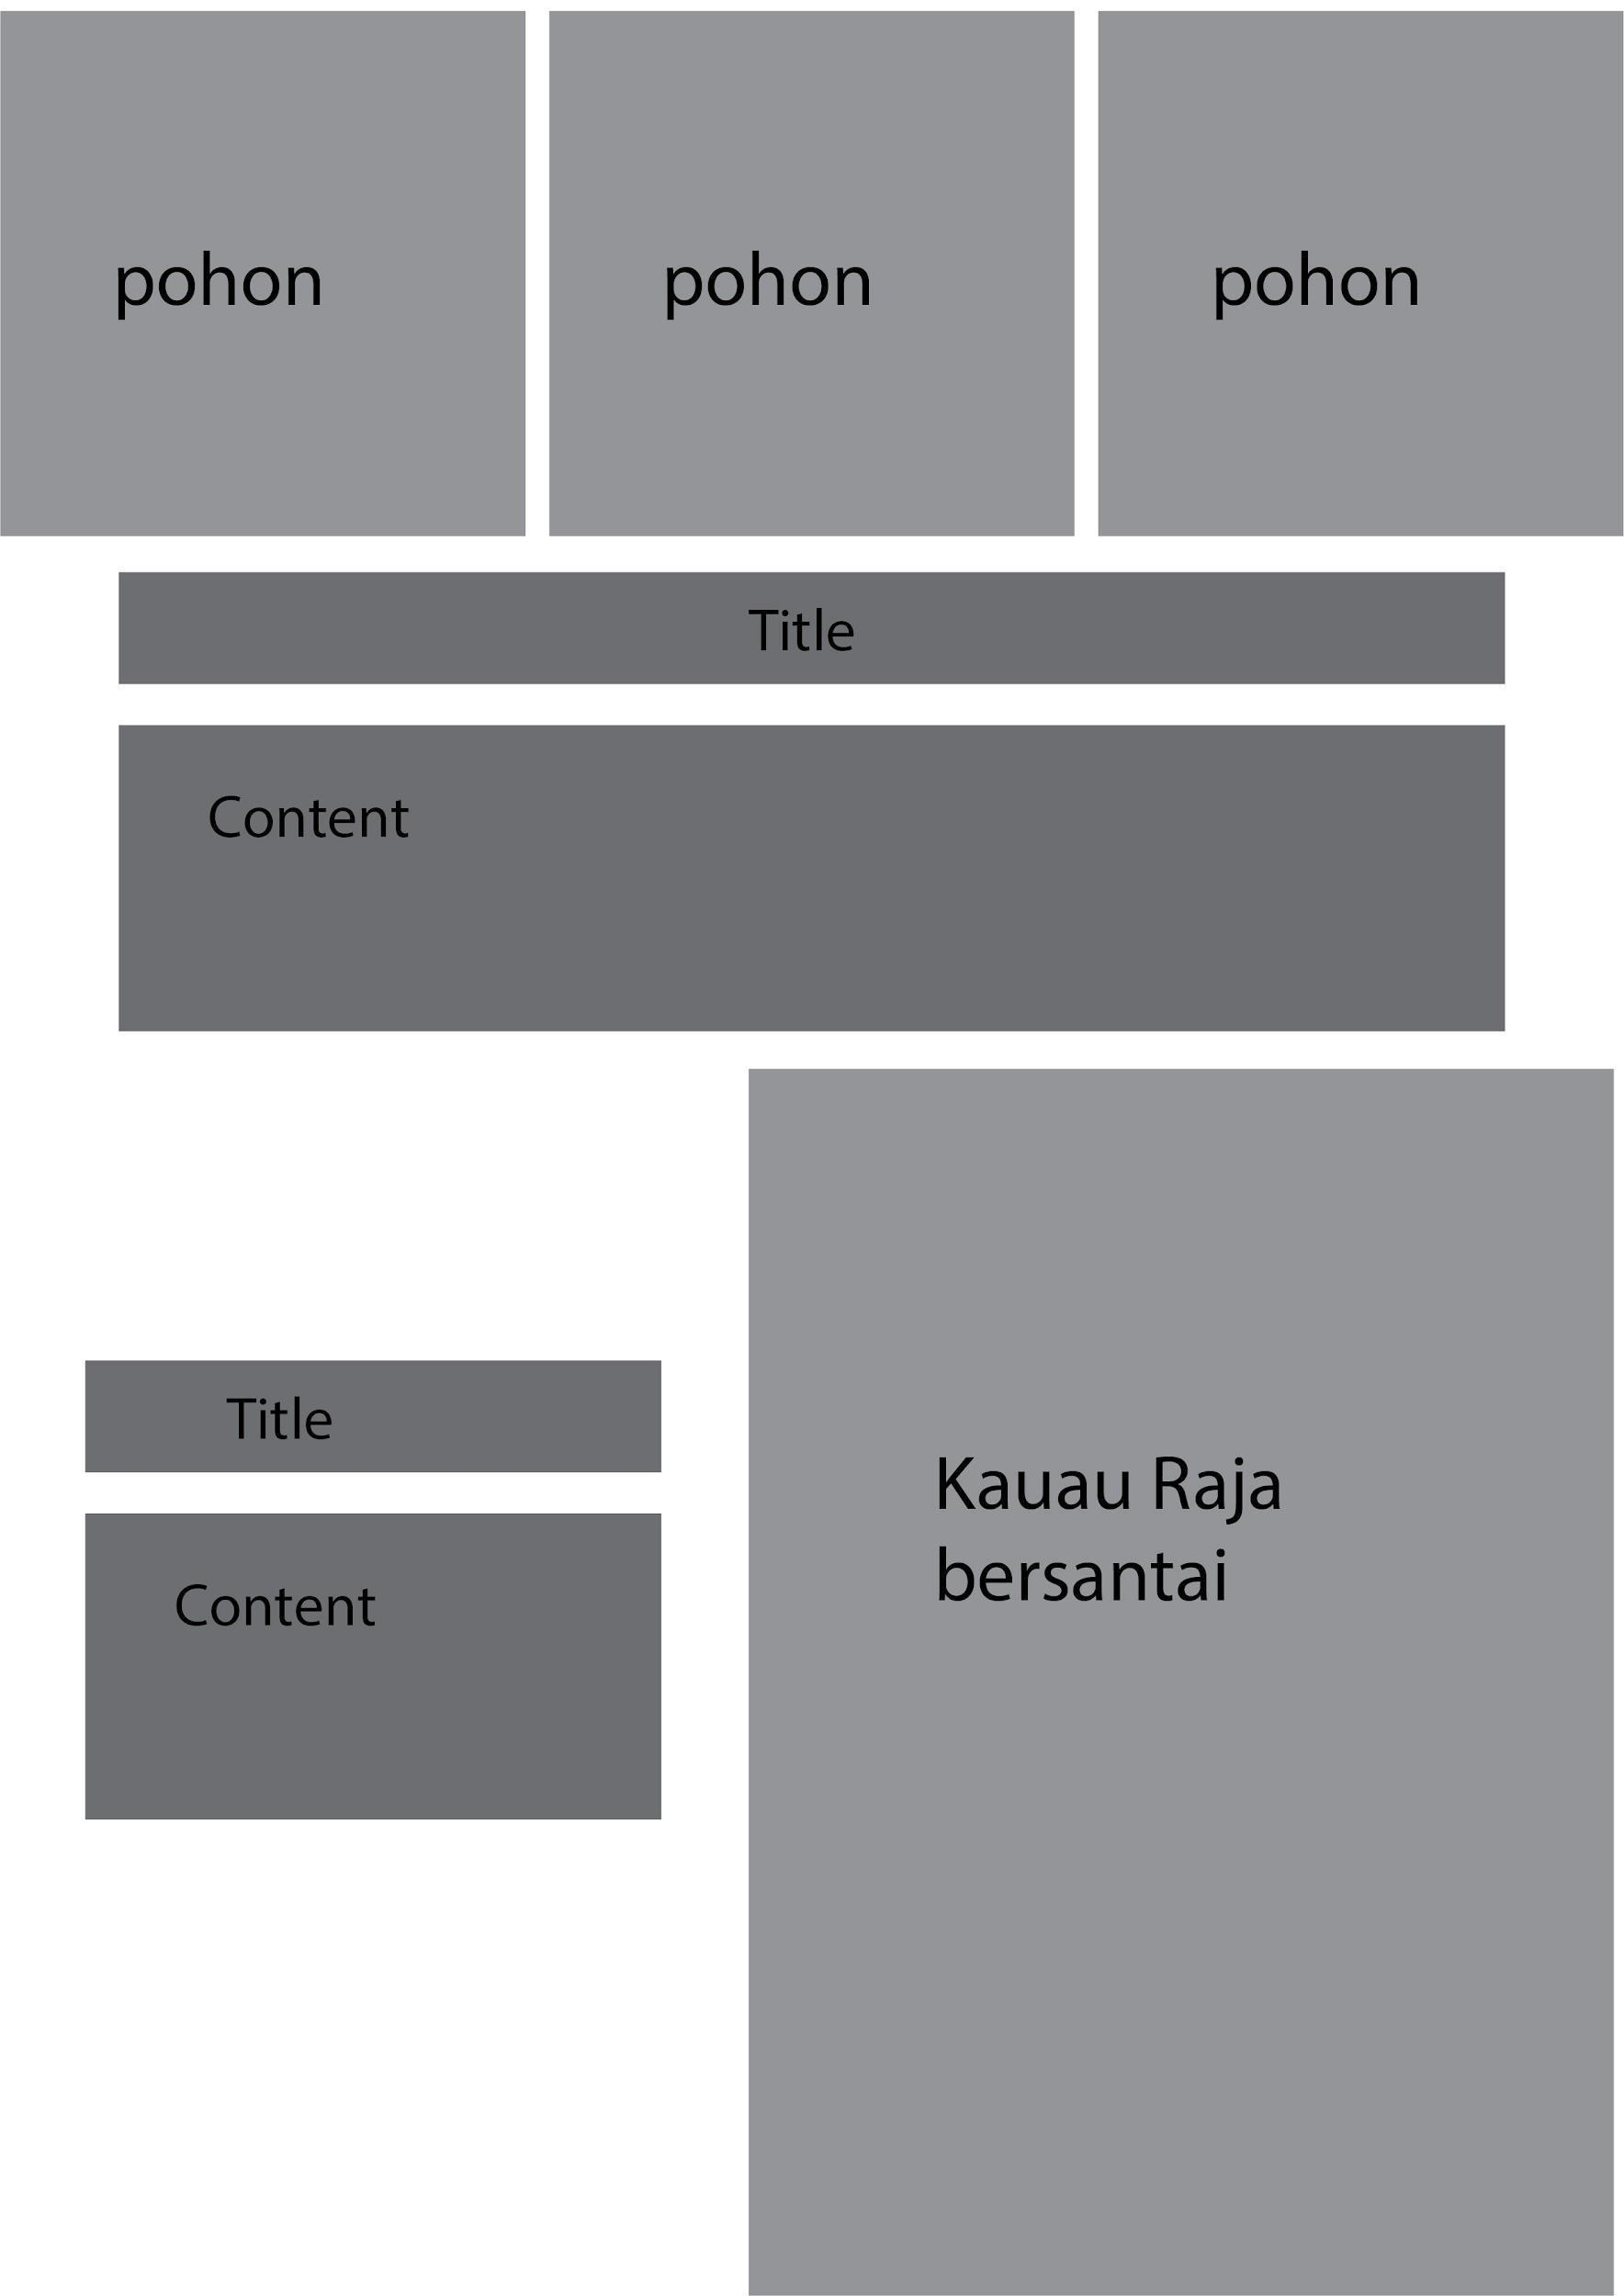 pohon
pohon
pohon
Title
Content
Title
Content
Kauau Raja
bersantai